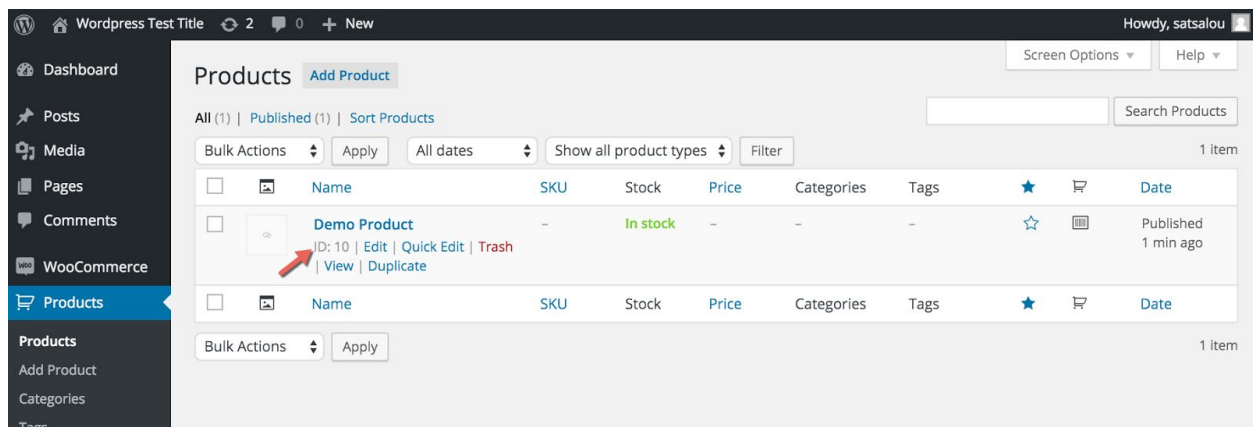 Wordpress Test Title 2 0 + New Howdy, satsalou
Screen Options Help
Dashboard
Posts
Media
Pages
Comments
WooCommerce
Products
Products
Add Product
Categories
Tags
Products Add Product
All (1) | Published (1) | Sort Products
Search Products
Bulk Actions Apply All dates Show all product types Filter 1 item
Name SKU Stock Price Categories Tags Date
Demo Product – In stock – – – Published
1 min ago
ID: 10 | Edit | Quick Edit | Trash
| View | Duplicate
Name SKU Stock Price Categories Tags Date
Bulk Actions Apply 1 item